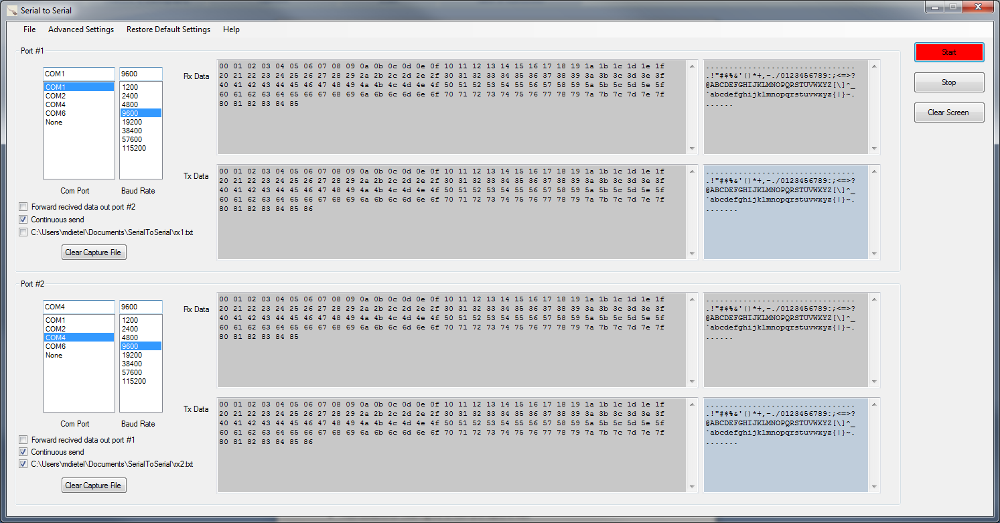 Serial to Serial
File Advanced Settings Restore Default Settings Help
Port #1
COM1 9600
COM1
COM2
COM4
COM6
None
1200
2400
4800
9600
19200
38400
57600
115200
Com Port Baud Rate
Forward recived data out port #2
Continuous send
C:\Users\mdietel\Documents\SerialToSerial\rx1.txt
Clear Capture File
Rx Data
00 01 02 03 04 05 06 07 08 09 0a 0b 0c 0d 0e 0f 10 11 12 13 14 15 16 17 18 19 1a 1b 1c 1d 1e 1f
20 21 22 23 24 25 26 27 28 29 2a 2b 2c 2d 2e 2f 30 31 32 33 34 35 36 37 38 39 3a 3b 3c 3d 3e 3f
40 41 42 43 44 45 46 47 48 49 4a 4b 4c 4d 4e 4f 50 51 52 53 54 55 56 57 58 59 5a 5b 5c 5d 5e 5f
60 61 62 63 64 65 66 67 68 69 6a 6b 6c 6d 6e 6f 70 71 72 73 74 75 76 77 78 79 7a 7b 7c 7d 7e 7f
80 81 82 83 84 85
................................
.!"#$%&'()*+,-./0123456789:;<=>?
@ABCDEFGHIJKLMNOPQRSTUVWXYZ[\]^_
`abcdefghijklmnopqrstuvwxyz{|}~.
......
Tx Data
00 01 02 03 04 05 06 07 08 09 0a 0b 0c 0d 0e 0f 10 11 12 13 14 15 16 17 18 19 1a 1b 1c 1d 1e 1f
20 21 22 23 24 25 26 27 28 29 2a 2b 2c 2d 2e 2f 30 31 32 33 34 35 36 37 38 39 3a 3b 3c 3d 3e 3f
40 41 42 43 44 45 46 47 48 49 4a 4b 4c 4d 4e 4f 50 51 52 53 54 55 56 57 58 59 5a 5b 5c 5d 5e 5f
60 61 62 63 64 65 66 67 68 69 6a 6b 6c 6d 6e 6f 70 71 72 73 74 75 76 77 78 79 7a 7b 7c 7d 7e 7f
80 81 82 83 84 85 86
................................
.!"#$%&'()*+,-./0123456789:;<=>?
@ABCDEFGHIJKLMNOPQRSTUVWXYZ[\]^_
`abcdefghijklmnopqrstuvwxyz{|}~.
.......
Start
Stop
Clear Screen
Port #2
COM4 9600
COM1
COM2
COM4
COM6
None
1200
2400
4800
9600
19200
38400
57600
115200
Com Port Baud Rate
Forward recived data out port #1
Continuous send
C:\Users\mdietel\Documents\SerialToSerial\rx2.txt
Clear Capture File
Rx Data
00 01 02 03 04 05 06 07 08 09 0a 0b 0c 0d 0e 0f 10 11 12 13 14 15 16 17 18 19 1a 1b 1c 1d 1e 1f
20 21 22 23 24 25 26 27 28 29 2a 2b 2c 2d 2e 2f 30 31 32 33 34 35 36 37 38 39 3a 3b 3c 3d 3e 3f
40 41 42 43 44 45 46 47 48 49 4a 4b 4c 4d 4e 4f 50 51 52 53 54 55 56 57 58 59 5a 5b 5c 5d 5e 5f
60 61 62 63 64 65 66 67 68 69 6a 6b 6c 6d 6e 6f 70 71 72 73 74 75 76 77 78 79 7a 7b 7c 7d 7e 7f
80 81 82 83 84 85
................................
.!"#$%&'()*+,-./0123456789:;<=>?
@ABCDEFGHIJKLMNOPQRSTUVWXYZ[\]^_
`abcdefghijklmnopqrstuvwxyz{|}~.
......
Tx Data
00 01 02 03 04 05 06 07 08 09 0a 0b 0c 0d 0e 0f 10 11 12 13 14 15 16 17 18 19 1a 1b 1c 1d 1e 1f
20 21 22 23 24 25 26 27 28 29 2a 2b 2c 2d 2e 2f 30 31 32 33 34 35 36 37 38 39 3a 3b 3c 3d 3e 3f
40 41 42 43 44 45 46 47 48 49 4a 4b 4c 4d 4e 4f 50 51 52 53 54 55 56 57 58 59 5a 5b 5c 5d 5e 5f
60 61 62 63 64 65 66 67 68 69 6a 6b 6c 6d 6e 6f 70 71 72 73 74 75 76 77 78 79 7a 7b 7c 7d 7e 7f
80 81 82 83 84 85 86
................................
.!"#$%&'()*+,-./0123456789:;<=>?
@ABCDEFGHIJKLMNOPQRSTUVWXYZ[\]^_
`abcdefghijklmnopqrstuvwxyz{|}~.
.......